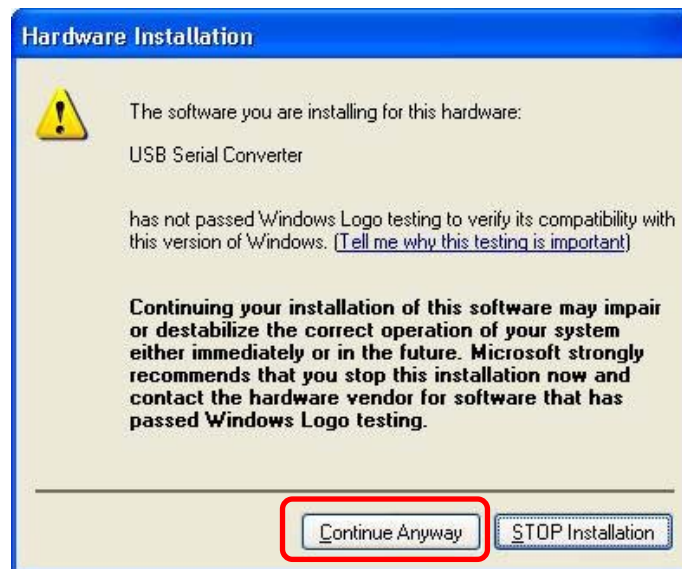 Hardware Installation
The software you are installing for this hardware:
USB Serial Converter
has not passed Windows Logo testing to verify its compatibility with
this version of Windows. (Tell me why this testing is important)
Continuing your installation of this software may impair
or destabilize the correct operation of your system
either immediately or in the future. Microsoft strongly
recommends that you stop this installation now and
contact the hardware vendor for software that has
passed Windows Logo testing.
Continue Anyway STOP Installation